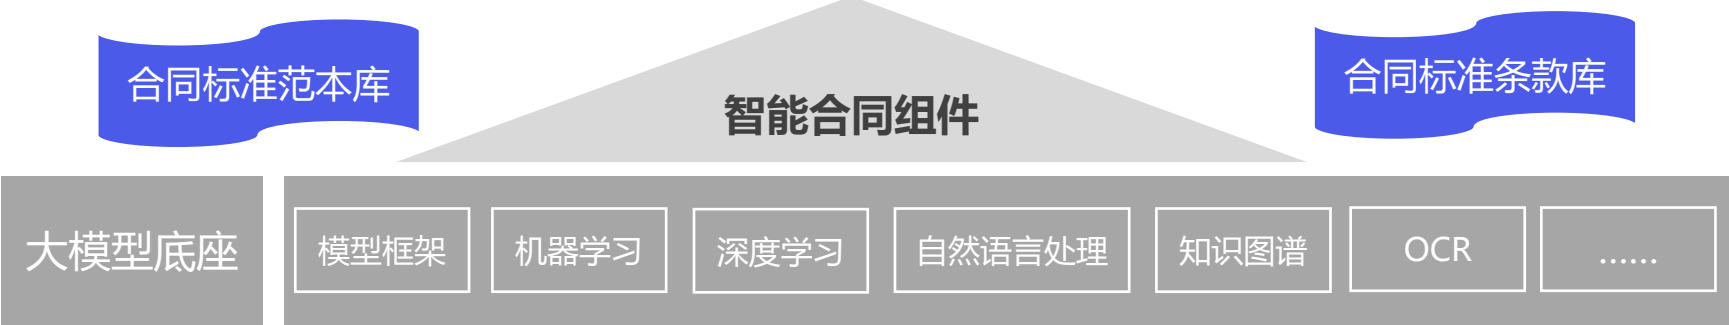 合同标准范本库
智能合同组件
合同标准条款库
大模型底座
模型框架
机器学习
深度学习
自然语言处理
知识图谱
OCR
......